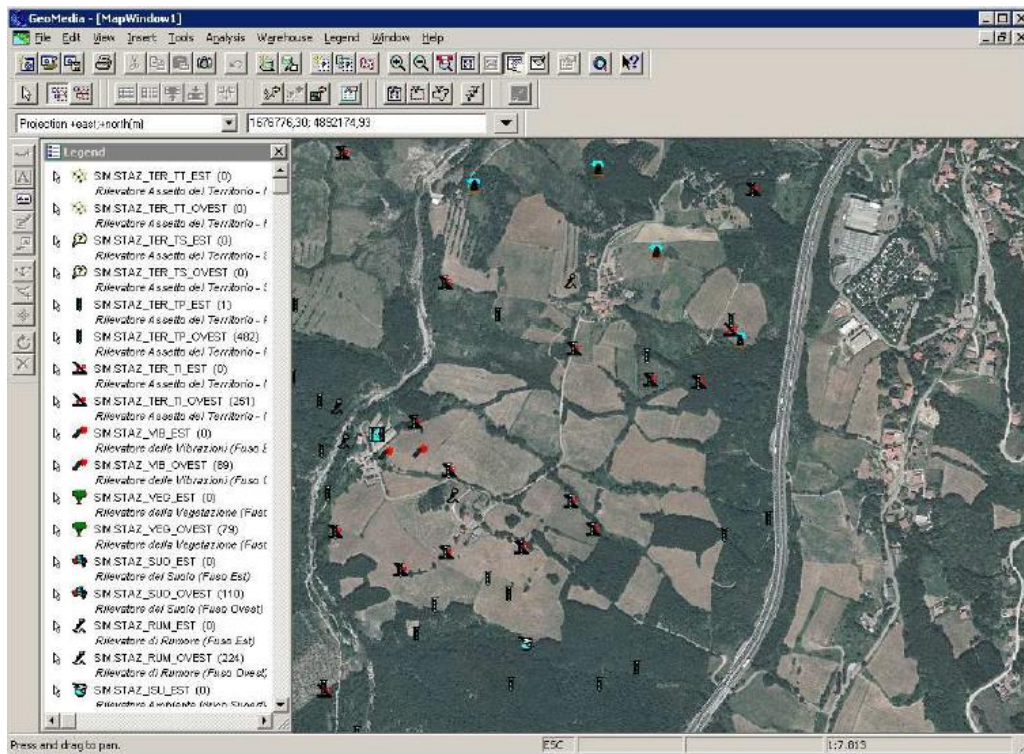 GeoMedia - [MapWindow1]
File Edit View Insert Tools Analysis Warehouse Legend Window Help
Projection +east;+north(m) 1678776,30; 4892174,93
Legend
SIM.STAZ_TER_TT_EST (0)
Rilevatore Assetto del Territorio -
SIM.STAZ_TER_TT_OVEST (0)
Rilevatore Assetto del Territorio -
SIM.STAZ_TER_TS_EST (0)
Rilevatore Assetto del Territorio -
SIM.STAZ_TER_TS_OVEST (0)
Rilevatore Assetto del Territorio -
SIM.STAZ_TER_TP_EST (1)
Rilevatore Assetto del Territorio -
SIM.STAZ_TER_TP_OVEST (482)
Rilevatore Assetto del Territorio -
SIM.STAZ_TER_TI_EST (0)
Rilevatore Assetto del Territorio -
SIM.STAZ_TER_TI_OVEST (261)
Rilevatore Assetto del Territorio -
SIM.STAZ_VIB_EST (0)
Rilevatore delle Vibrazioni (Fuso
SIM.STAZ_VIB_OVEST (89)
Rilevatore delle Vibrazioni (Fuso
SIM.STAZ_VEG_EST (0)
Rilevatore della Vegetazione (Fust
SIM.STAZ_VEG_OVEST (79)
Rilevatore della Vegetazione (Fust
SIM.STAZ_SUO_EST (0)
Rilevatore del Suolo (Fuso Est)
SIM.STAZ_SUO_OVEST (110)
Rilevatore del Suolo (Fuso Ovest)
SIM.STAZ_RUM_EST (0)
Rilevatore di Rumore (Fuso Est)
SIM.STAZ_RUM_OVEST (224)
Rilevatore di Rumore (Fuso Ovest)
SIM.STAZ_ISU_EST (0)
Rilevatore Ambiente
Press and drag to pan. ESC 1:7.013